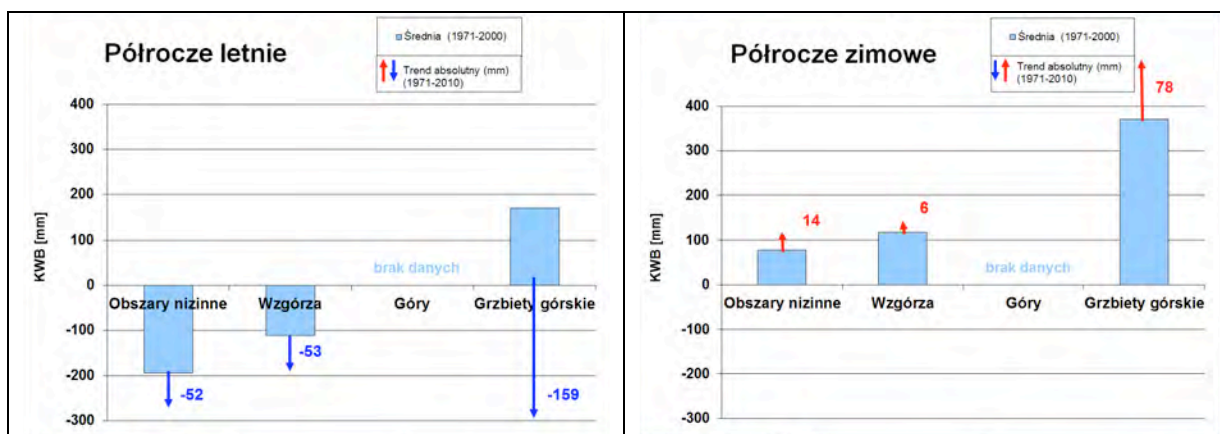 Półrocze letnie
Średnia (1971-2000)
Trend absolutny (mm)
(1971-2010)
KWB [mm]
400
300
200
100
0
-100
-200
-300
brak danych
Obszary nizinne
Wzgórza
Góry
Grzbiety górskie
-52
-53
-159
Półrocze zimowe
Średnia (1971-2000)
Trend absolutny (mm)
(1971-2010)
KWB [mm]
400
300
200
100
0
-100
-200
-300
14
6
78
brak danych
Obszary nizinne
Wzgórza
Góry
Grzbiety górskie